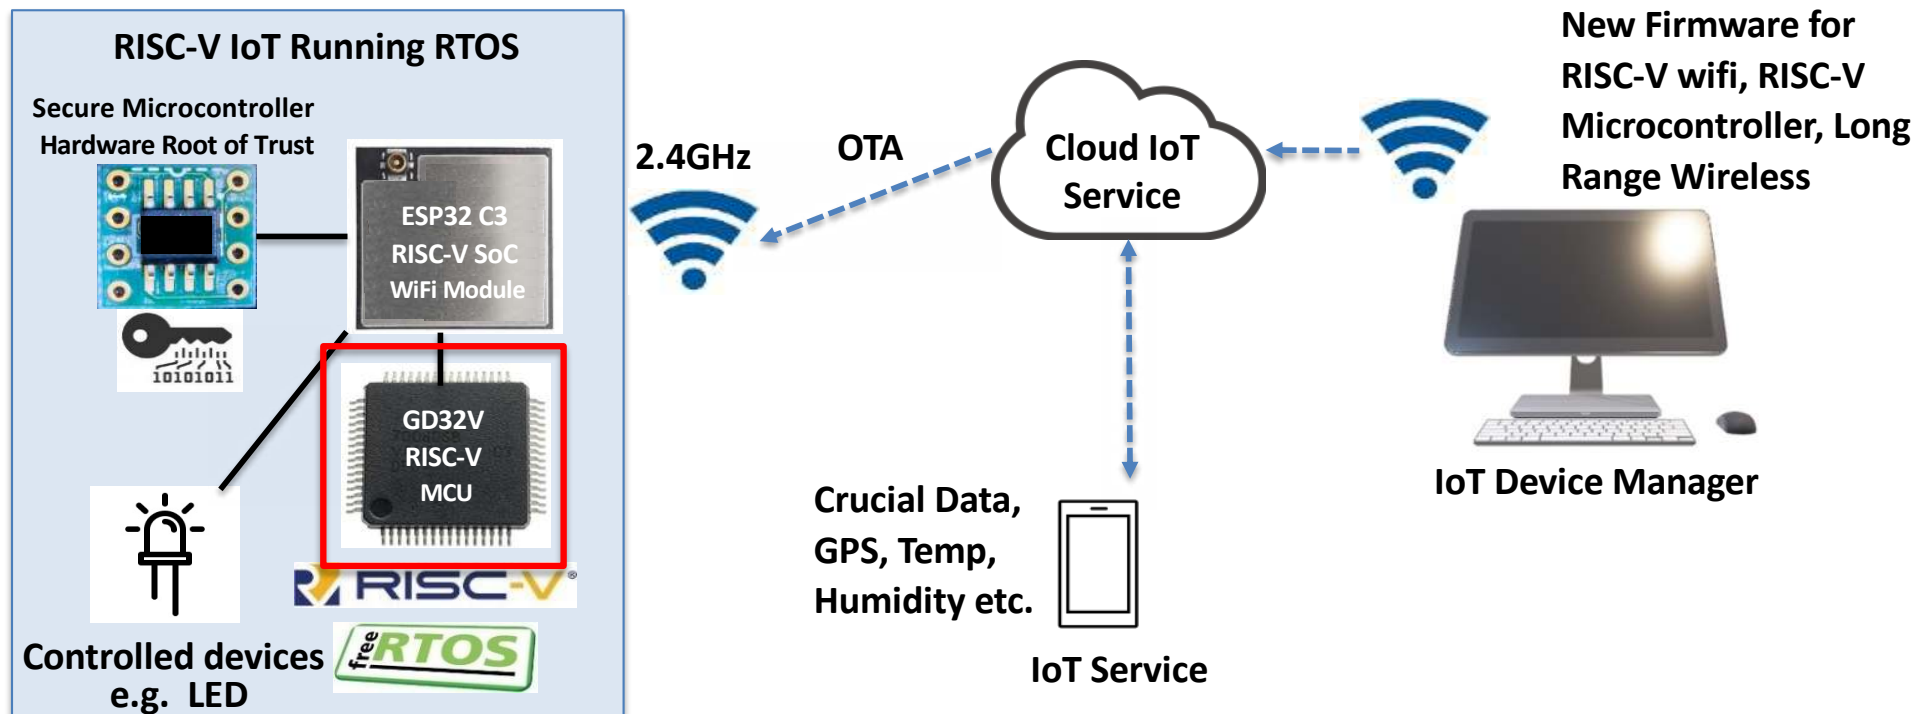 RISC-V IoT Running RTOS
Secure Microcontroller
Hardware Root of Trust
ESP32 C3
RISC-V SoC
WiFi Module
10101011
GD32V
RISC-V
MCU
RISC-V®
free RTOS
Controlled devices
e.g. LED
2.4GHz
OTA
Cloud IoT
Service
Crucial Data,
GPS, Temp,
Humidity etc.
IoT Service
New Firmware for
RISC-V wifi, RISC-V
Microcontroller, Long
Range Wireless
IoT Device Manager